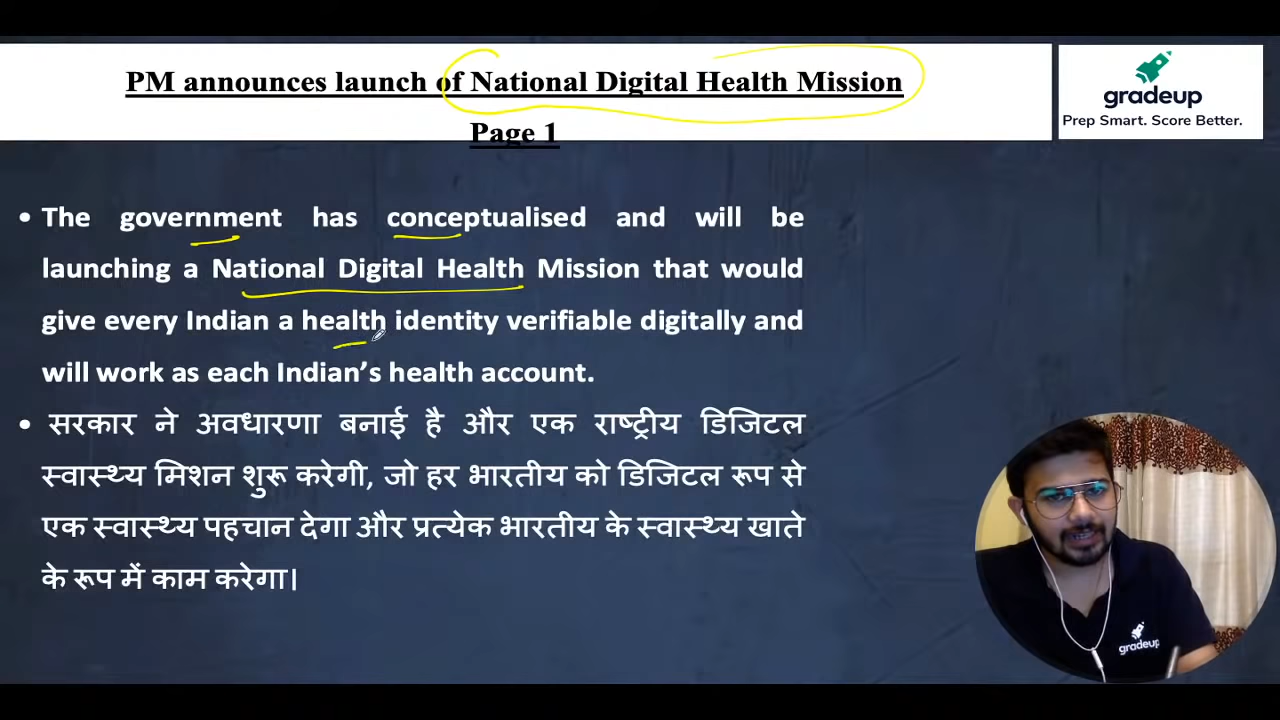 PM announces launch of National Digital Health Mission
Page 1
gradeup
Prep Smart. Score Better.
• The government has conceptualised and will be
launching a National Digital Health Mission that would
give every Indian a health identity verifiable digitally and
will work as each Indian’s health account.
• सरकार ने अवधारणा बनाई है और एक राष्ट्रीय डिजिटल
स्वास्थ्य मिशन शुरू करेगी, जो हर भारतीय को डिजिटल रूप से
एक स्वास्थ्य पहचान देगा और प्रत्येक भारतीय के स्वास्थ्य खाते
के रूप में काम करेगा।
gradeup